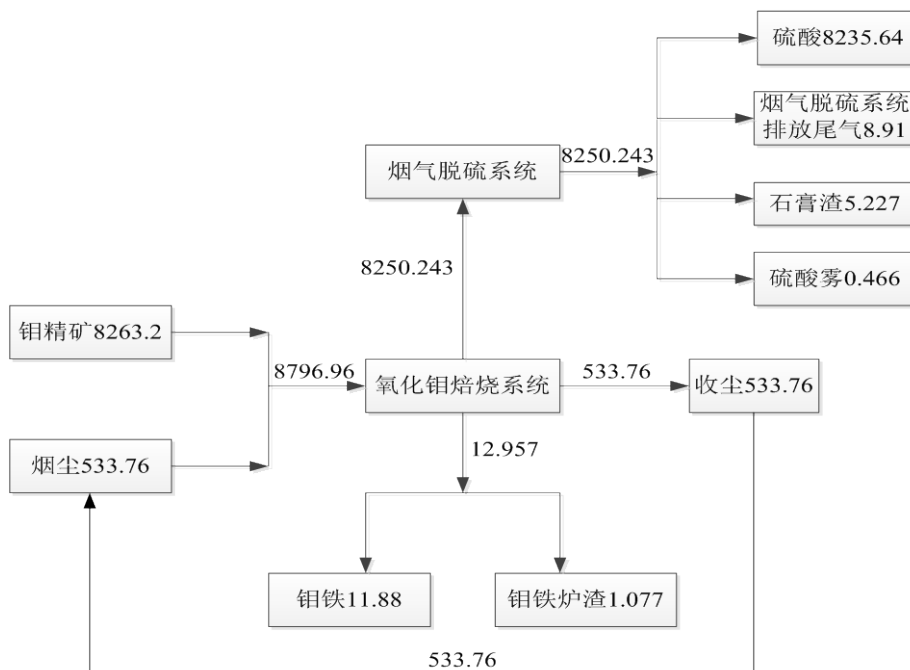 硫酸8235.64
烟气脱硫系统
排放尾气8.91
8250.243
烟气脱硫系统
石膏渣5.227
8250.243
硫酸雾0.466
钼精矿8263.2
8796.96
氧化钼焙烧系统
533.76
收尘533.76
烟尘533.76
12.957
钼铁11.88
钼铁炉渣1.077
533.76